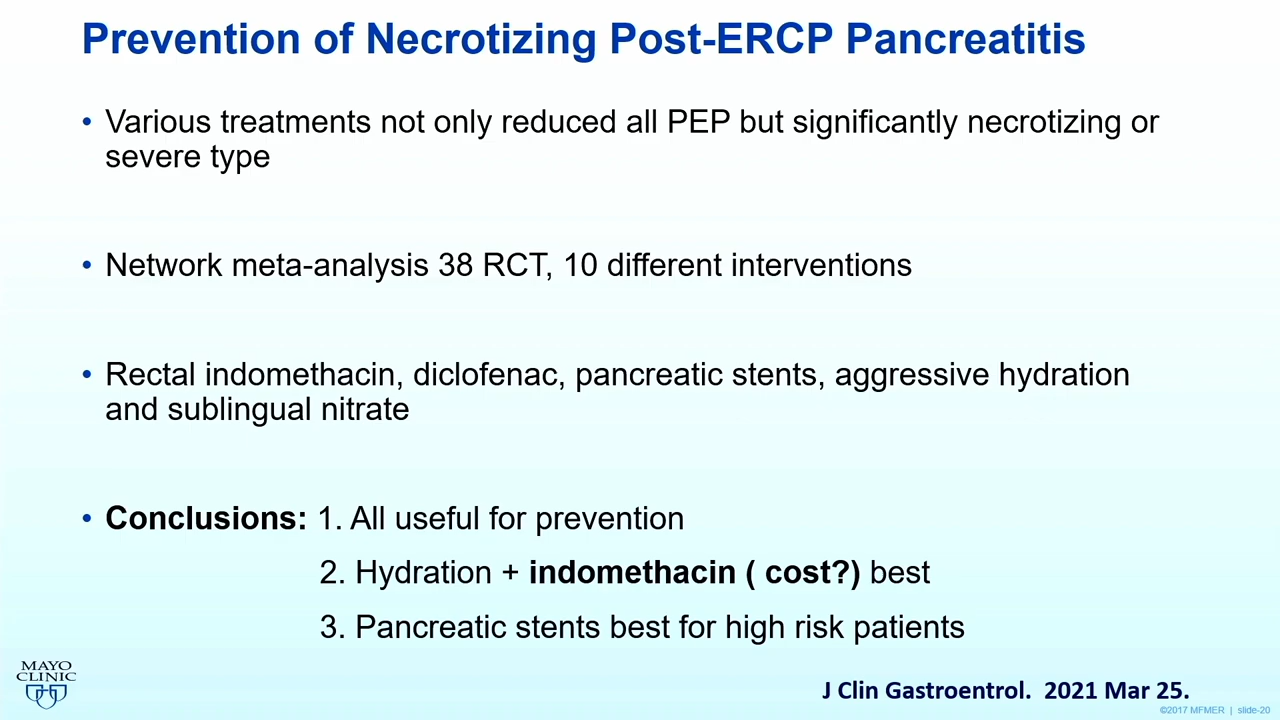 Prevention of Necrotizing Post-ERCP Pancreatitis
• Various treatments not only reduced all PEP but significantly necrotizing or
severe type
• Network meta-analysis 38 RCT, 10 different interventions
• Rectal indomethacin, diclofenac, pancreatic stents, aggressive hydration
and sublingual nitrate
• Conclusions: 1. All useful for prevention
2. Hydration + indomethacin ( cost?) best
3. Pancreatic stents best for high risk patients
MAYO
CLINIC
J Clin Gastroentrol. 2021 Mar 25.
©2017 MFMER | slide-20